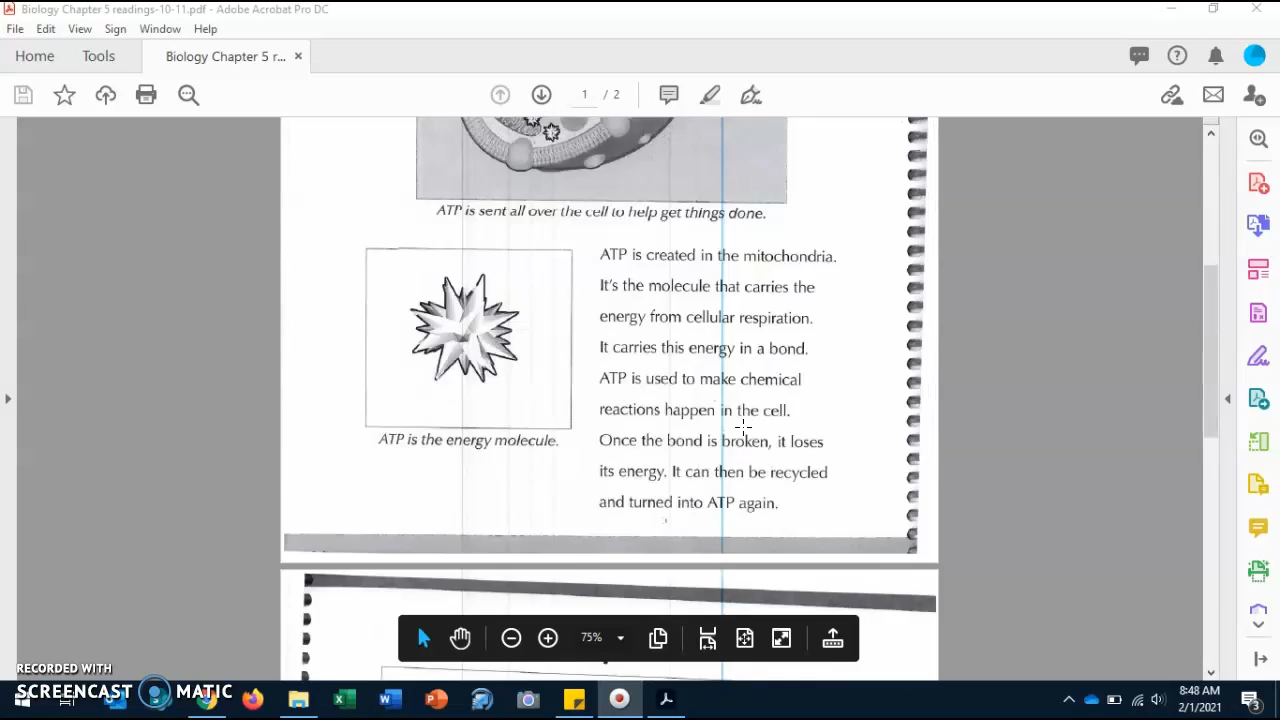 Biology Chapter 5 readings-10-11.pdf - Adobe Acrobat Pro DC
File Edit View Sign Window Help
Home Tools Biology Chapter 5 r... ×
1 / 2
ATP is sent all over the cell to help get things done.
ATP is created in the mitochondria.
It's the molecule that carries the
energy from cellular respiration.
It carries this energy in a bond.
ATP is used to make chemical
reactions happen in the cell.
Once the bond is broken, it loses
its energy. It can then be recycled
and turned into ATP again.
ATP is the energy molecule.
75%
RECORDED WITH
SCREENCAST MATIC
8:48 AM
2/1/2021
3